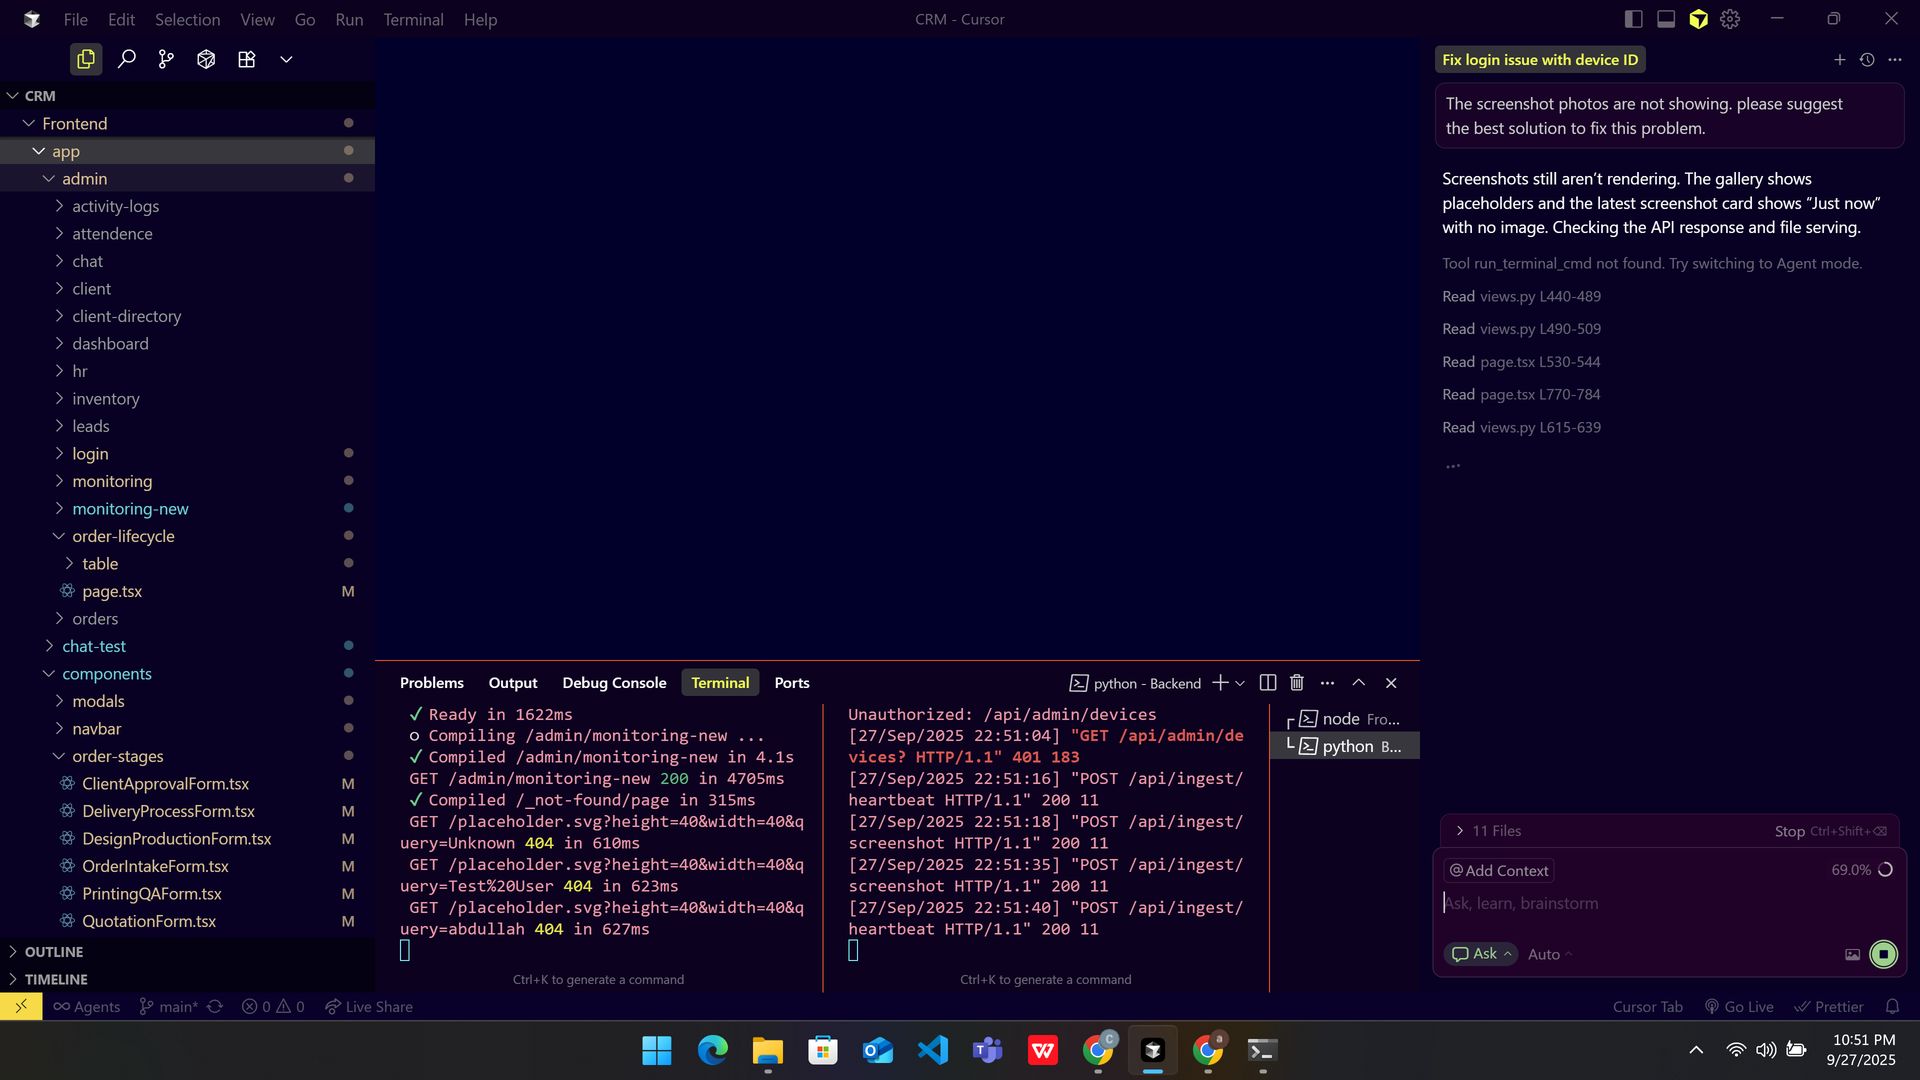 File Edit Selection View Go Run Terminal Help
CRM - Cursor
CRM
Frontend
app
admin
activity-logs
attendence
chat
client
client-directory
dashboard
hr
inventory
leads
login
monitoring
monitoring-new
order-lifecycle
table
page.tsx M
orders
chat-test
components
modals
navbar
order-stages
ClientApprovalForm.tsx M
DeliveryProcessForm.tsx M
DesignProductionForm.tsx M
OrderIntakeForm.tsx M
PrintingQAForm.tsx M
QuotationForm.tsx M
OUTLINE
TIMELINE
Problems Output Debug Console Terminal Ports
python - Backend
✓ Ready in 1622ms
○ Compiling /admin/monitoring-new ...
✓ Compiled /admin/monitoring-new in 4.1s
GET /admin/monitoring-new 200 in 4705ms
✓ Compiled /_not-found/page in 315ms
GET /placeholder.svg?height=40&width=40&q
uery=Unknown 404 in 610ms
GET /placeholder.svg?height=40&width=40&q
uery=Test%20User 404 in 623ms
GET /placeholder.svg?height=40&width=40&q
uery=abdullah 404 in 627ms
Ctrl+K to generate a command
Unauthorized: /api/admin/devices
[27/Sep/2025 22:51:04] "GET /api/admin/de
vices? HTTP/1.1" 401 183
[27/Sep/2025 22:51:16] "POST /api/ingest/
heartbeat HTTP/1.1" 200 11
[27/Sep/2025 22:51:18] "POST /api/ingest/
screenshot HTTP/1.1" 200 11
[27/Sep/2025 22:51:35] "POST /api/ingest/
screenshot HTTP/1.1" 200 11
[27/Sep/2025 22:51:40] "POST /api/ingest/
heartbeat HTTP/1.1" 200 11
Ctrl+K to generate a command
node Fro...
python B...
Fix login issue with device ID
The screenshot photos are not showing. please suggest
the best solution to fix this problem.
Screenshots still aren’t rendering. The gallery shows
placeholders and the latest screenshot card shows “Just now”
with no image. Checking the API response and file serving.
Tool run_terminal_cmd not found. Try switching to Agent mode.
Read views.py L440-489
Read views.py L490-509
Read page.tsx L530-544
Read page.tsx L770-784
Read views.py L615-639
...
11 Files Stop Ctrl+Shift+⌫
@ Add Context 69.0%
Ask, learn, brainstorm
Ask Auto
Agents main* 0 0 Live Share
Cursor Tab Go Live Prettier
10:51 PM
9/27/2025